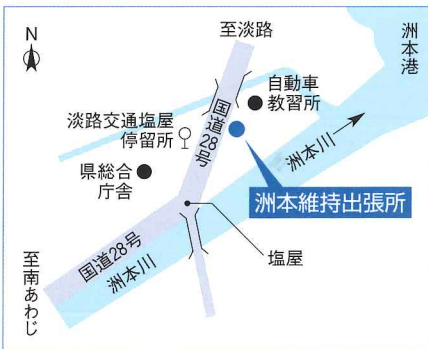 N
至淡路
洲本港
自動車
教習所
国道28号
淡路交通塩屋
停留所
洲本川
県総合
庁舎
洲本維持出張所
塩屋
国道28号
洲本川
至南あわじ